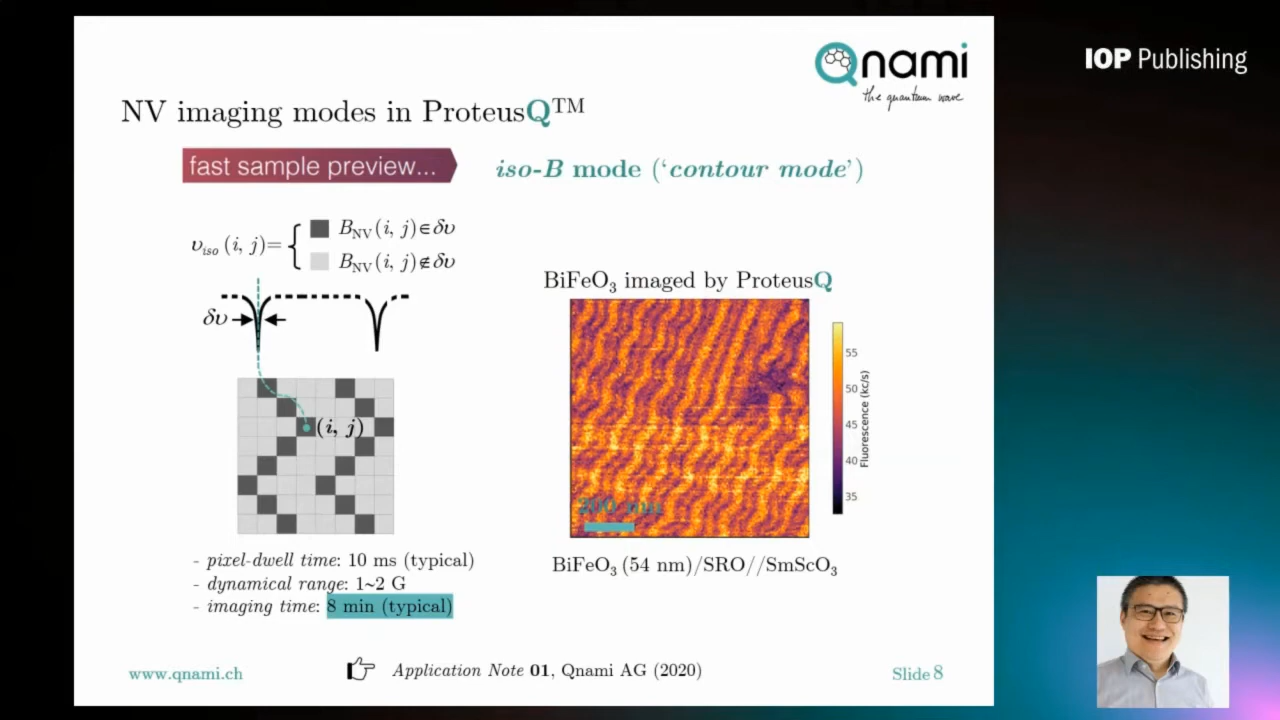 Qnami
the quantum wave
IOP Publishing
NV imaging modes in ProteusQ™
fast sample preview...
iso-B mode (‘contour mode’)
υiso (i, j)= { BNV (i, j)∈δυ
BNV (i, j)∉δυ
δυ
(i, j)
- pixel-dwell time: 10 ms (typical)
- dynamical range: 1~2 G
- imaging time: 8 min (typical)
BiFeO₃ imaged by ProteusQ
200 nm
55
50
45
40
35
Fluorescence (kc/s)
BiFeO₃ (54 nm)/SRO//SmScO₃
www.qnami.ch
Application Note 01, Qnami AG (2020)
Slide 8